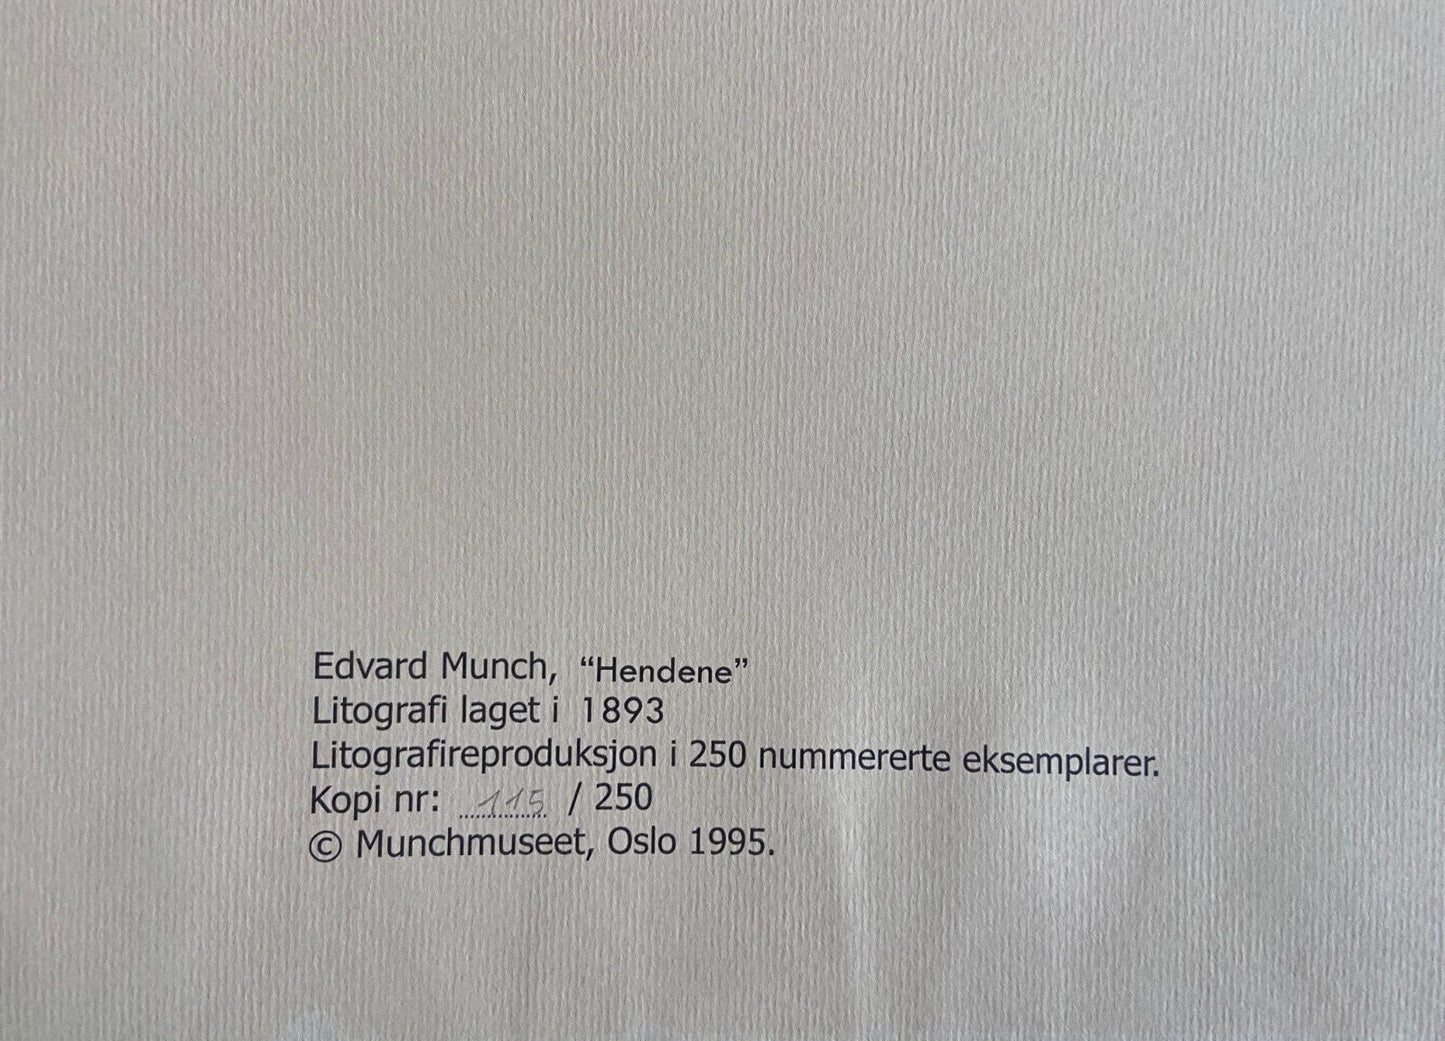 Edvard Munch, “Hendene”
Litografi laget i 1893
Litografireproduksjon i 250 nummererte eksemplarer.
Kopi nr: 115 / 250
© Munchmuseet, Oslo 1995.